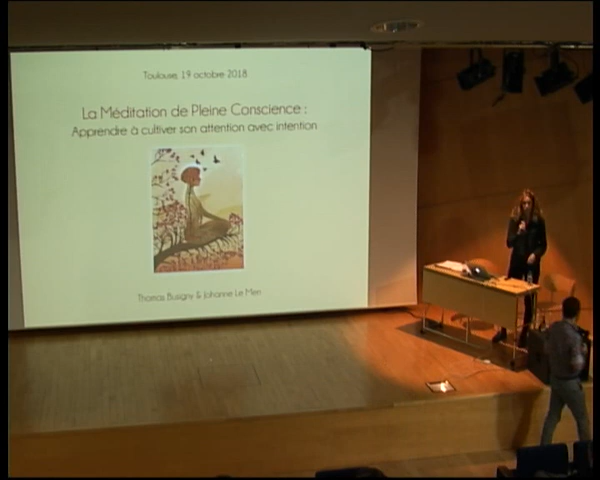 Toulouse, 19 octobre 2018
La Méditation de Pleine Conscience :
Apprendre à cultiver son attention avec intention
Thomas Busigny & Johanne Le Men